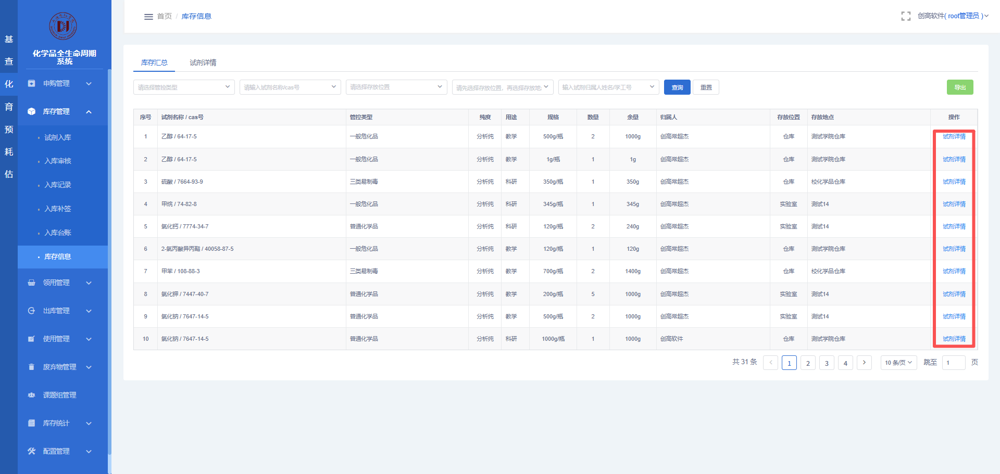 首页 / 库存信息
创高软件( root管理员 )
基
查
化
育
预
耗
估
化学品全生命周期
系统
申购管理
库存管理
试剂入库
入库审核
入库记录
入库补签
入库台账
库存信息
领用管理
出库管理
使用管理
废弃物管理
课题组管理
库存统计
配置管理
库存汇总 试剂详情
请选择管控类型 请输入试剂名称/cas号 请选择存放位置 请先选择存放位置，再选择存放地 输入试剂归属人姓名/学工号 查询 重置 导出
序号 试剂名称 / cas号 管控类型 纯度 用途 规格 数量 余量 归属人 存放位置 存放地点 操作
1 乙醇 / 64-17-5 一般危化品 分析纯 教学 500g/瓶 2 1000g 创高常超杰 仓库 测试学院仓库 试剂详情
2 乙醇 / 64-17-5 一般危化品 分析纯 教学 1g/瓶 1 1g 创高常超杰 仓库 测试学院仓库 试剂详情
3 硫酸 / 7664-93-9 三类易制毒 分析纯 科研 350g/瓶 1 350g 创高常超杰 仓库 校化学品仓库 试剂详情
4 甲烷 / 74-82-8 一般危化品 分析纯 科研 345g/瓶 1 345g 创高常超杰 实验室 测试14 试剂详情
5 氯化钙 / 7774-34-7 普通化学品 分析纯 科研 120g/瓶 2 240g 创高常超杰 实验室 测试14 试剂详情
6 2-氯丙酸异丙酯 / 40058-87-5 一般危化品 分析纯 教学 120g/瓶 1 120g 创高常超杰 仓库 测试学院仓库 试剂详情
7 甲苯 / 108-88-3 三类易制毒 分析纯 教学 700g/瓶 2 1400g 创高常超杰 仓库 校化学品仓库 试剂详情
8 氯化钾 / 7447-40-7 普通化学品 分析纯 教学 200g/瓶 5 1000g 创高常超杰 实验室 测试14 试剂详情
9 氯化钠 / 7647-14-5 普通化学品 分析纯 教学 500g/瓶 2 1000g 创高常超杰 实验室 测试14 试剂详情
10 氯化钠 / 7647-14-5 普通化学品 分析纯 科研 1000g/瓶 1 1000g 创高软件 仓库 测试学院仓库 试剂详情
共 31 条 1 2 3 4 10 条/页 跳至 1 页